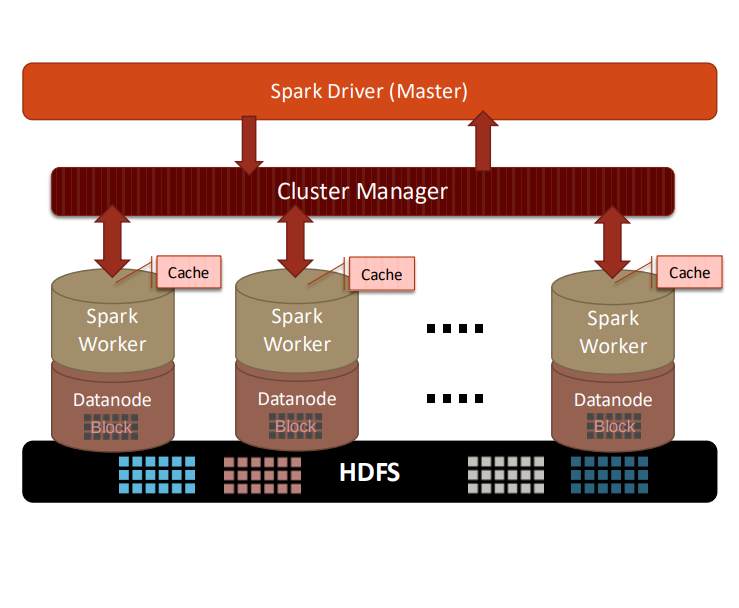 Spark Driver (Master)
Cluster Manager
Cache
Cache
Cache
Spark
Worker
Spark
Worker
Spark
Worker
Datanode
Block
Datanode
Block
Datanode
Block
HDFS